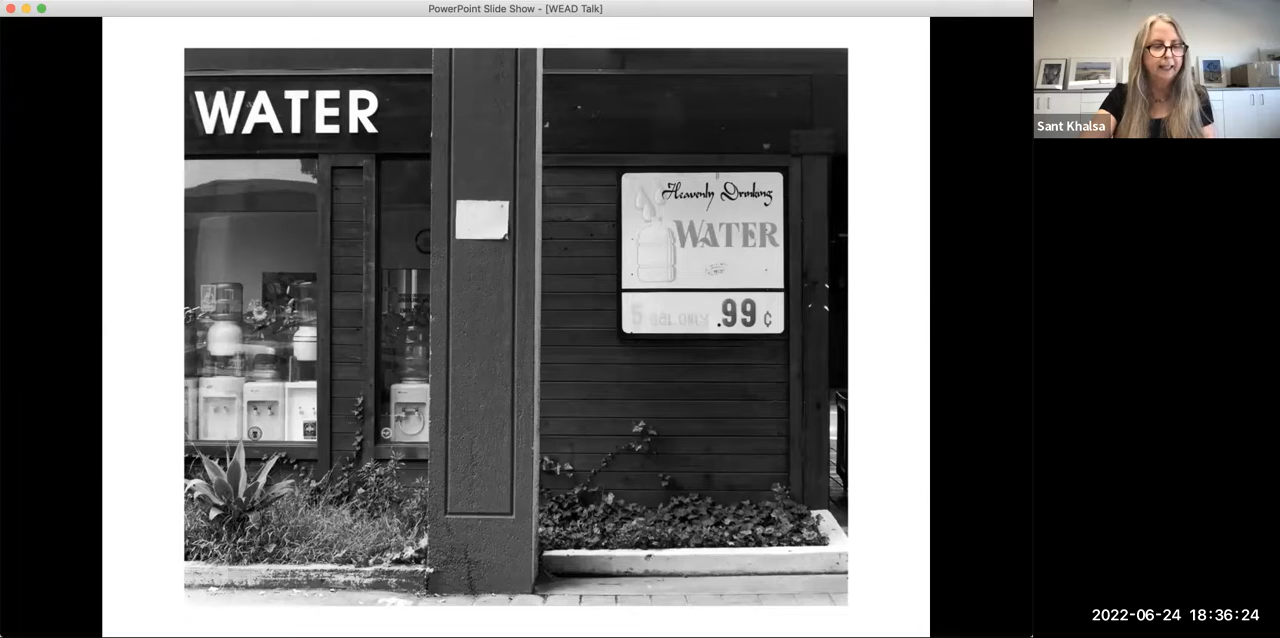 PowerPoint Slide Show - [WEAD Talk]
WATER
Heavenly Drinking
WATER
5 GALLONS .99 ¢
Sant Khalsa
2022-06-24 18:36:24